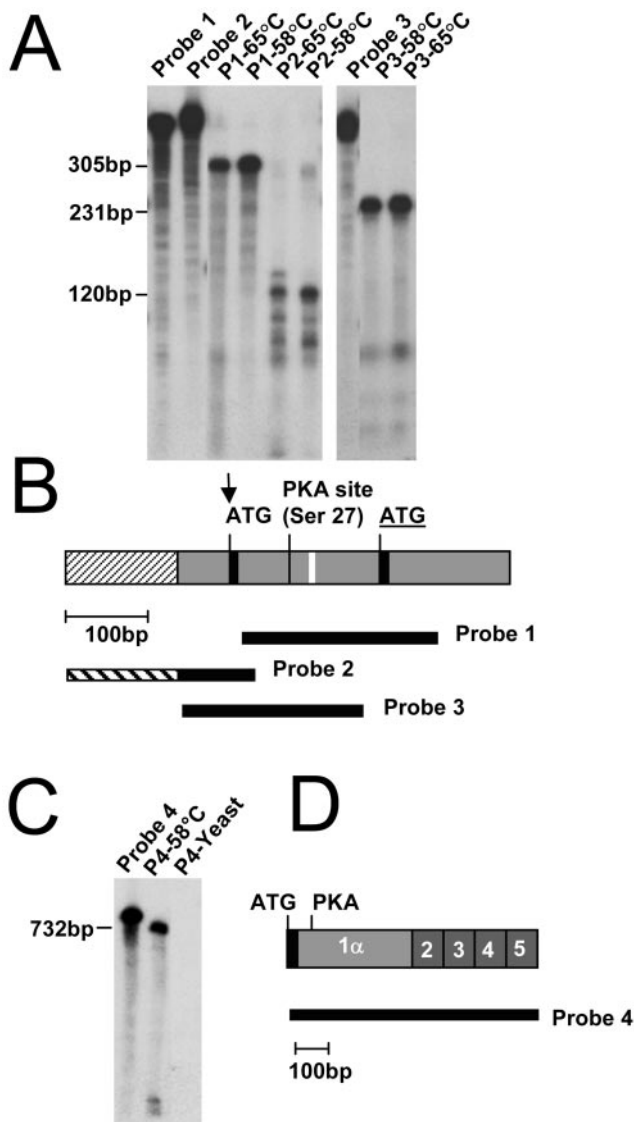 A
Probe 1
Probe 2
P1-65°C
P1-58°C
P2-65°C
P2-58°C
Probe 3
P3-58°C
P3-65°C
305bp
231bp
120bp
B
ATG
PKA site
(Ser 27)
ATG
100bp
Probe 1
Probe 2
Probe 3
C
Probe 4
P4-58°C
P4-Yeast
732bp
D
ATG
PKA
1α
2
3
4
5
Probe 4
100bp